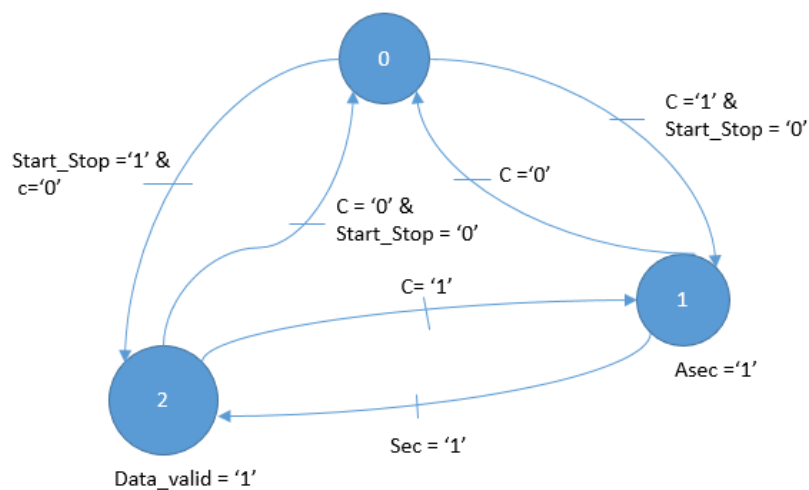 0
C =‘1’ &
Start_Stop = ‘0’
Start_Stop =‘1’ &
c=‘0’
C =‘0’
C = ‘0’ &
Start_Stop = ‘0’
C= ‘1’
1
Asec =‘1’
2
Sec = ‘1’
Data_valid = ‘1’